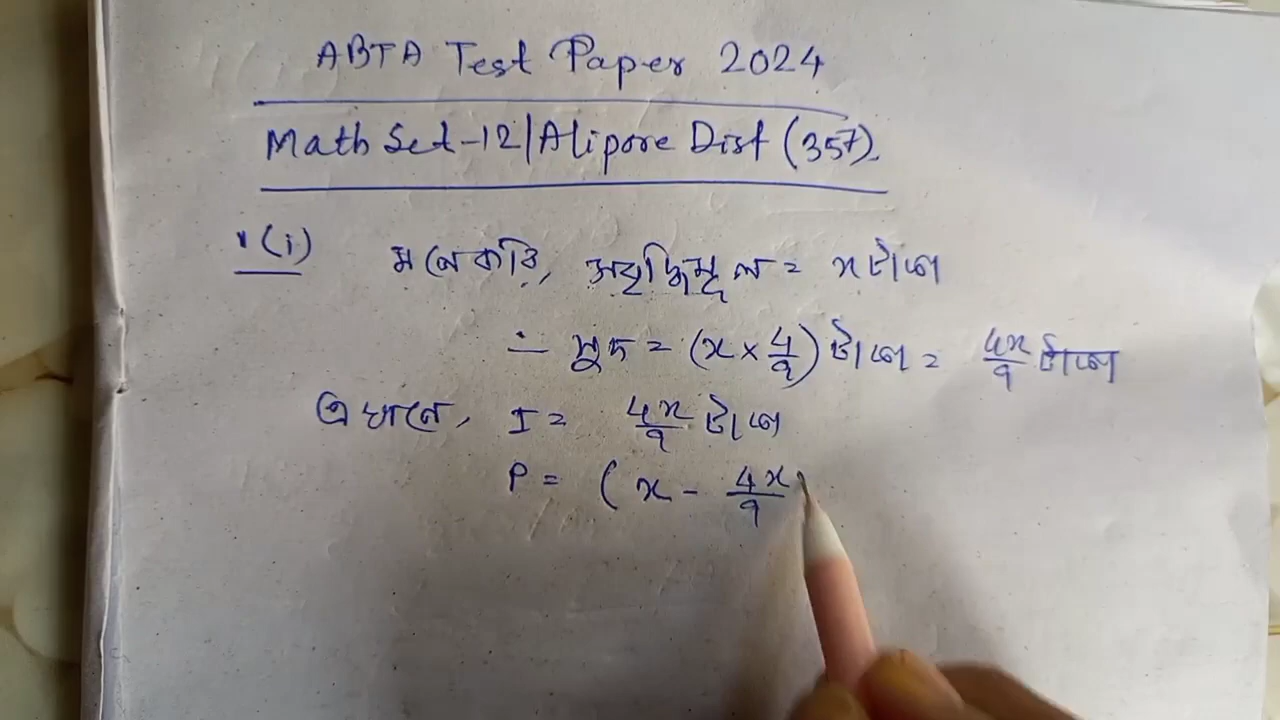 ABTA Test Paper 2024
Math Set-12/Alipore Dist (357).
1(i) মনেকরি, সবৃদ্ধিমূল = x টাকা
∴ সুদ = (x × 4/9) টাকা = 4x/9 টাকা
এখানে, I = 4x/9 টাকা
P = (x - 4x/9)